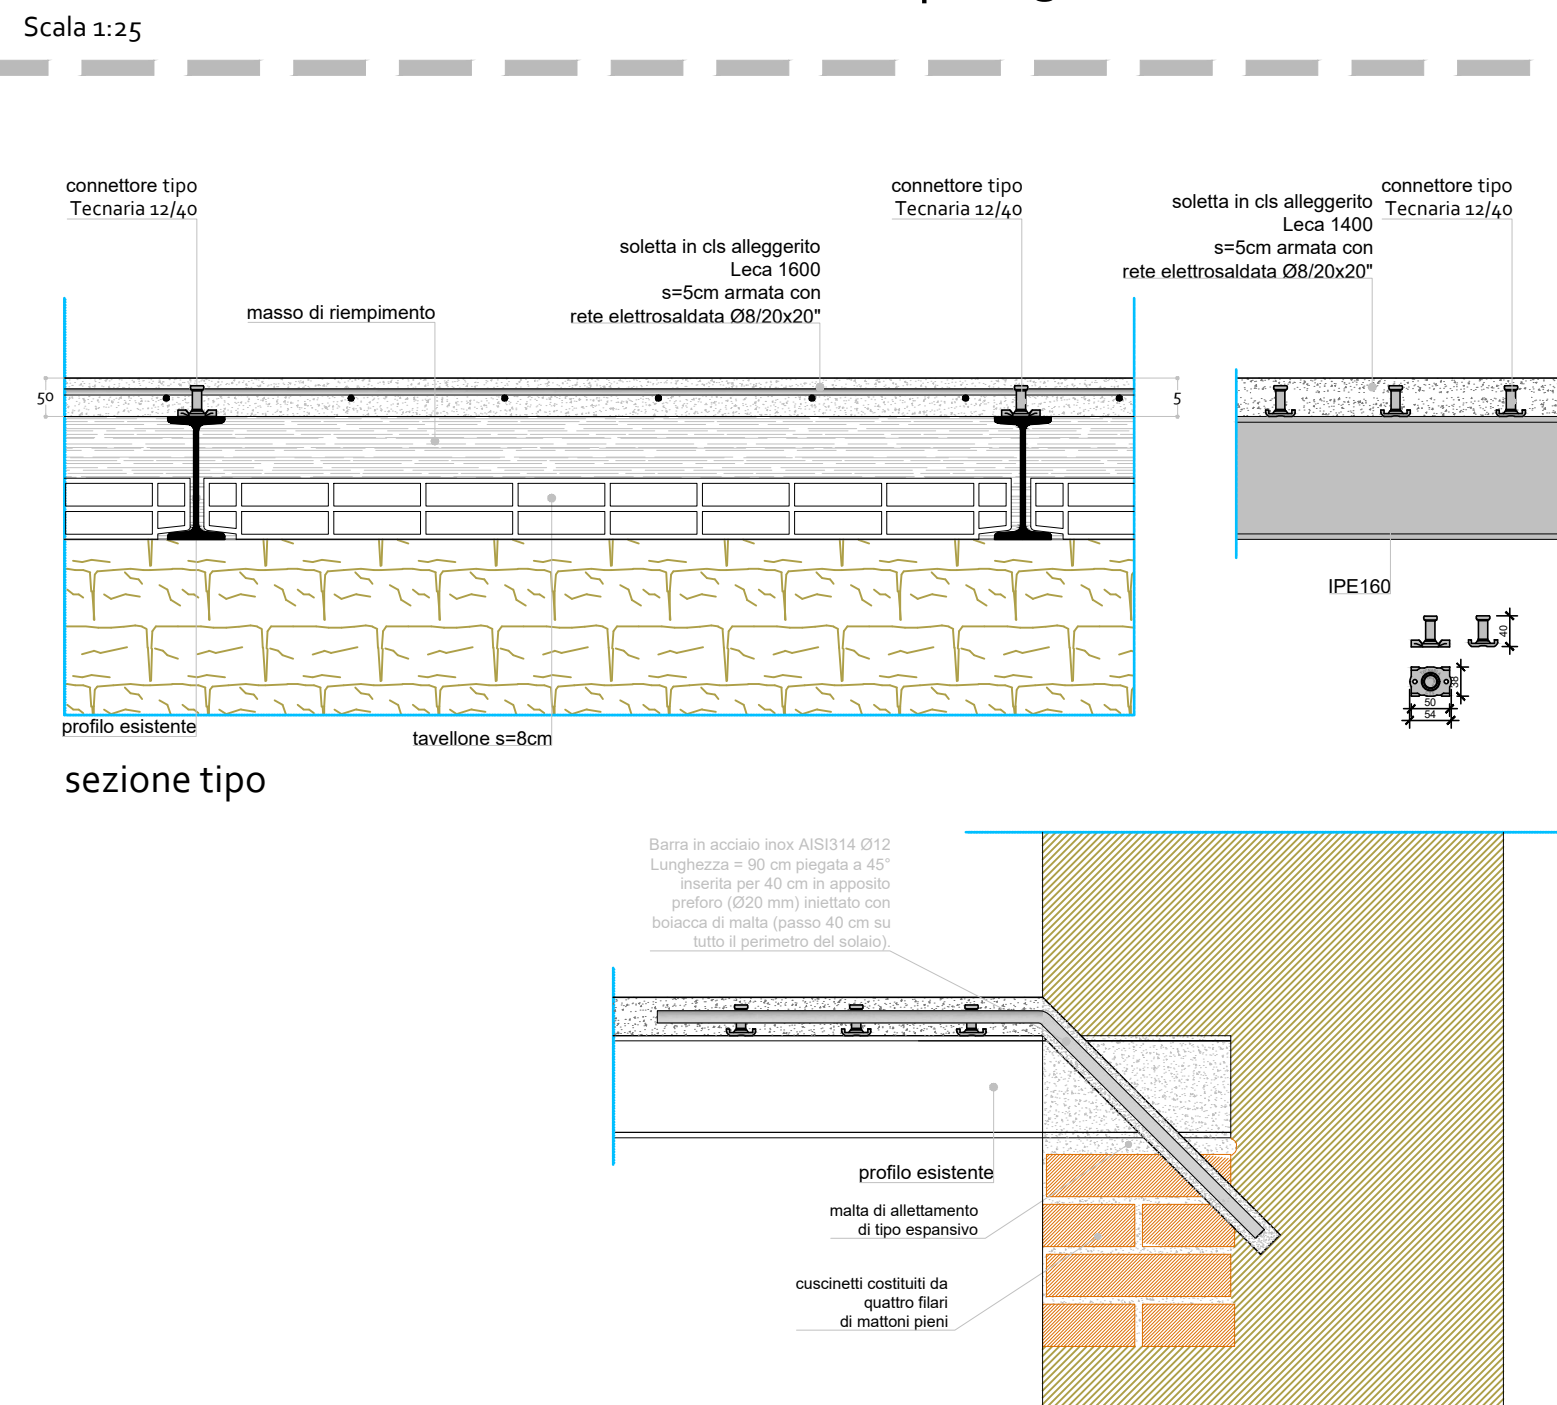 Scala 1:25
connettore tipo
Tecnaria 12/40
masso di riempimento
soletta in cls alleggerito
Leca 1600
s=5cm armata con
rete elettrosaldata Ø8/20x20"
connettore tipo
Tecnaria 12/40
soletta in cls alleggerito
Leca 1400
s=5cm armata con
rete elettrosaldata Ø8/20x20"
connettore tipo
Tecnaria 12/40
50
5
IPE160
40
38
50
54
profilo esistente
tavellone s=8cm
sezione tipo
Barra in acciaio inox AISI314 Ø12
Lunghezza = 90 cm piegata a 45°
inserita per 40 cm in apposito
preforo (Ø20 mm) iniettato con
boiacca di malta (passo 40 cm su
tutto il perimetro del solaio).
profilo esistente
malta di allettamento
di tipo espansivo
cuscinetti costituiti da
quattro filari
di mattoni pieni